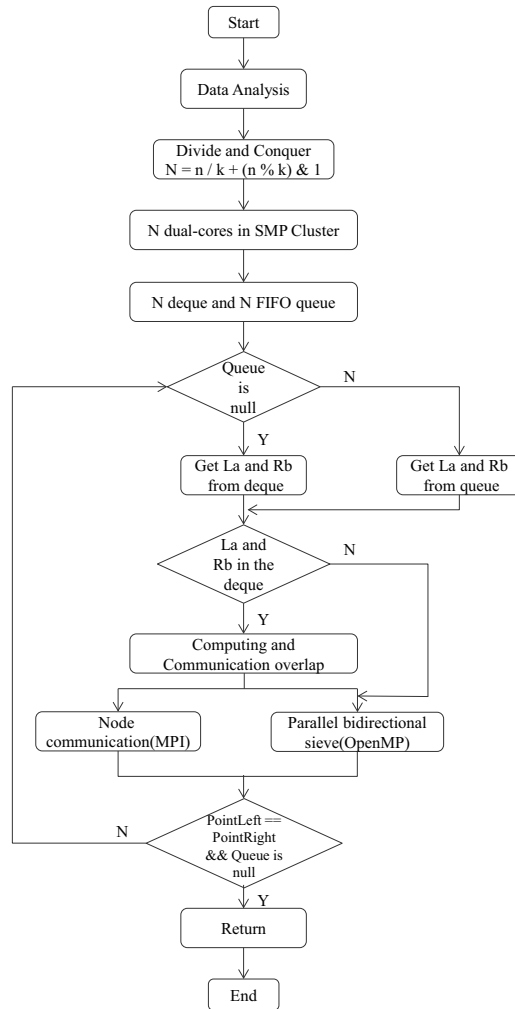 Start
Data Analysis
Divide and Conquer
N = n / k + (n % k) & 1
N dual-cores in SMP Cluster
N deque and N FIFO queue
Queue
is
null
N
Y
Get La and Rb
from deque
Get La and Rb
from queue
La and
Rb in the
deque
N
Y
Computing and
Communication overlap
Node
communication(MPI)
Parallel bidirectional
sieve(OpenMP)
PointLeft ==
PointRight
&& Queue is
null
N
Y
Return
End